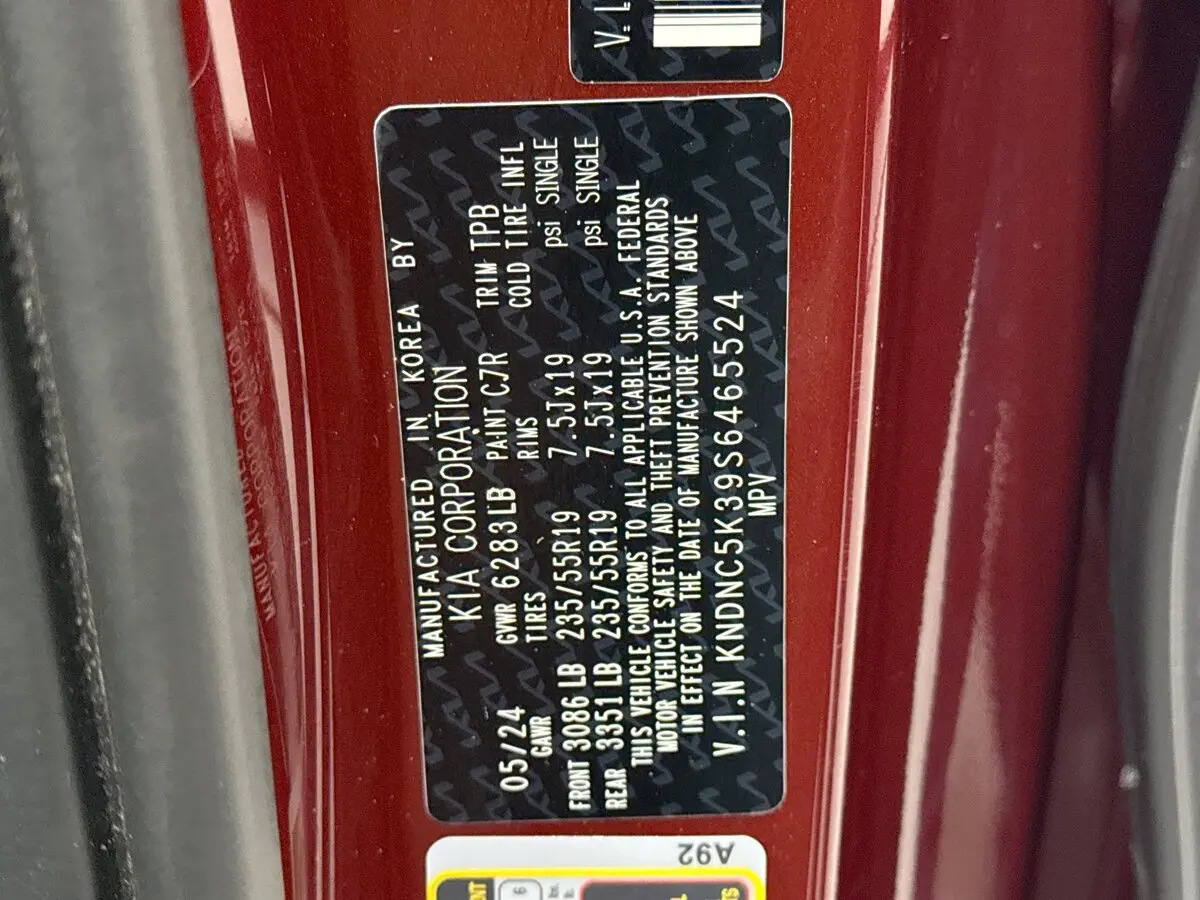 MANUFACTURED IN KOREA BY
KIA CORPORATION
05/24 GVWR 6283 LB PAINT C7R TRIM TPB
GAWR TIRES RIMS COLD TIRE INFL
FRONT 3086 LB 235/55R19 7.5Jx19 psi SINGLE
REAR 3351 LB 235/55R19 7.5Jx19 psi SINGLE
THIS VEHICLE CONFORMS TO ALL APPLICABLE U.S.A. FEDERAL
MOTOR VEHICLE SAFETY AND THEFT PREVENTION STANDARDS
IN EFFECT ON THE DATE OF MANUFACTURE SHOWN ABOVE
V.I.N KNDNC5K39S6465524
MPV
A92